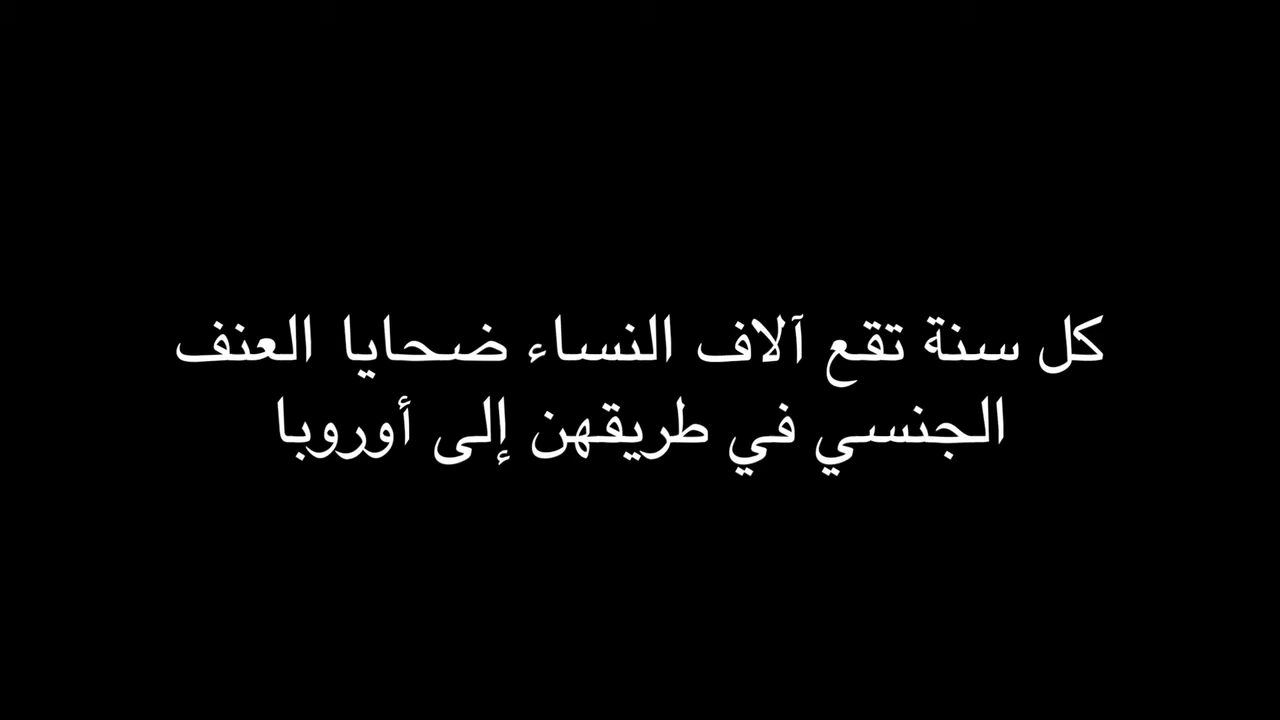 كل سنة تقع آلاف النساء ضحايا العنف
الجنسي في طريقهن إلى أوروبا